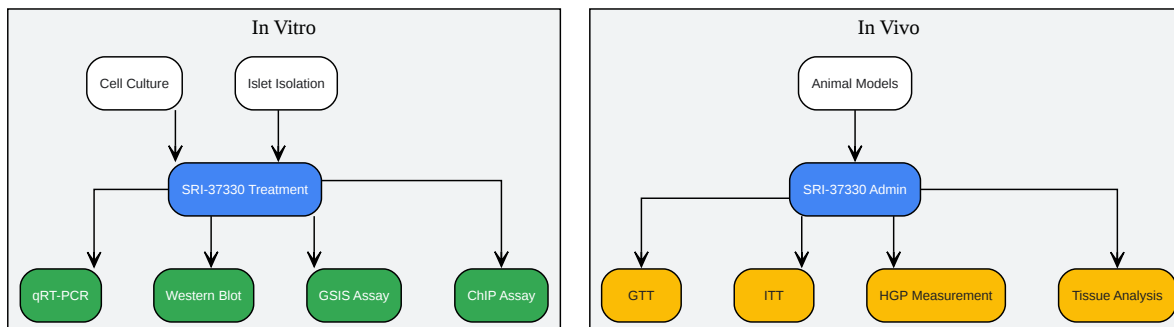 In Vitro
Cell Culture
Islet Isolation
SRI-37330 Treatment
qRT-PCR
Western Blot
GSIS Assay
ChIP Assay
In Vivo
Animal Models
SRI-37330 Admin
GTT
ITT
HGP Measurement
Tissue Analysis